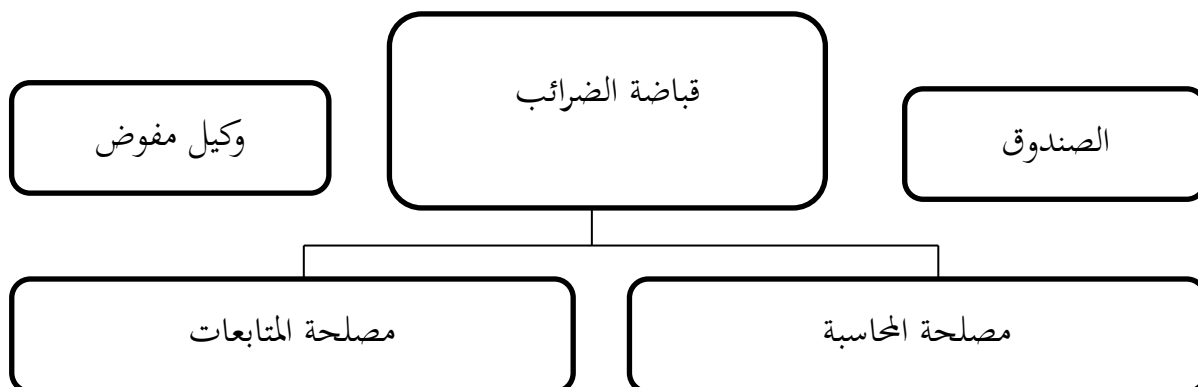 قباضة الضرائب
الصندوق
وكيل مفوض
مصلحة المحاسبة
مصلحة المتابعات